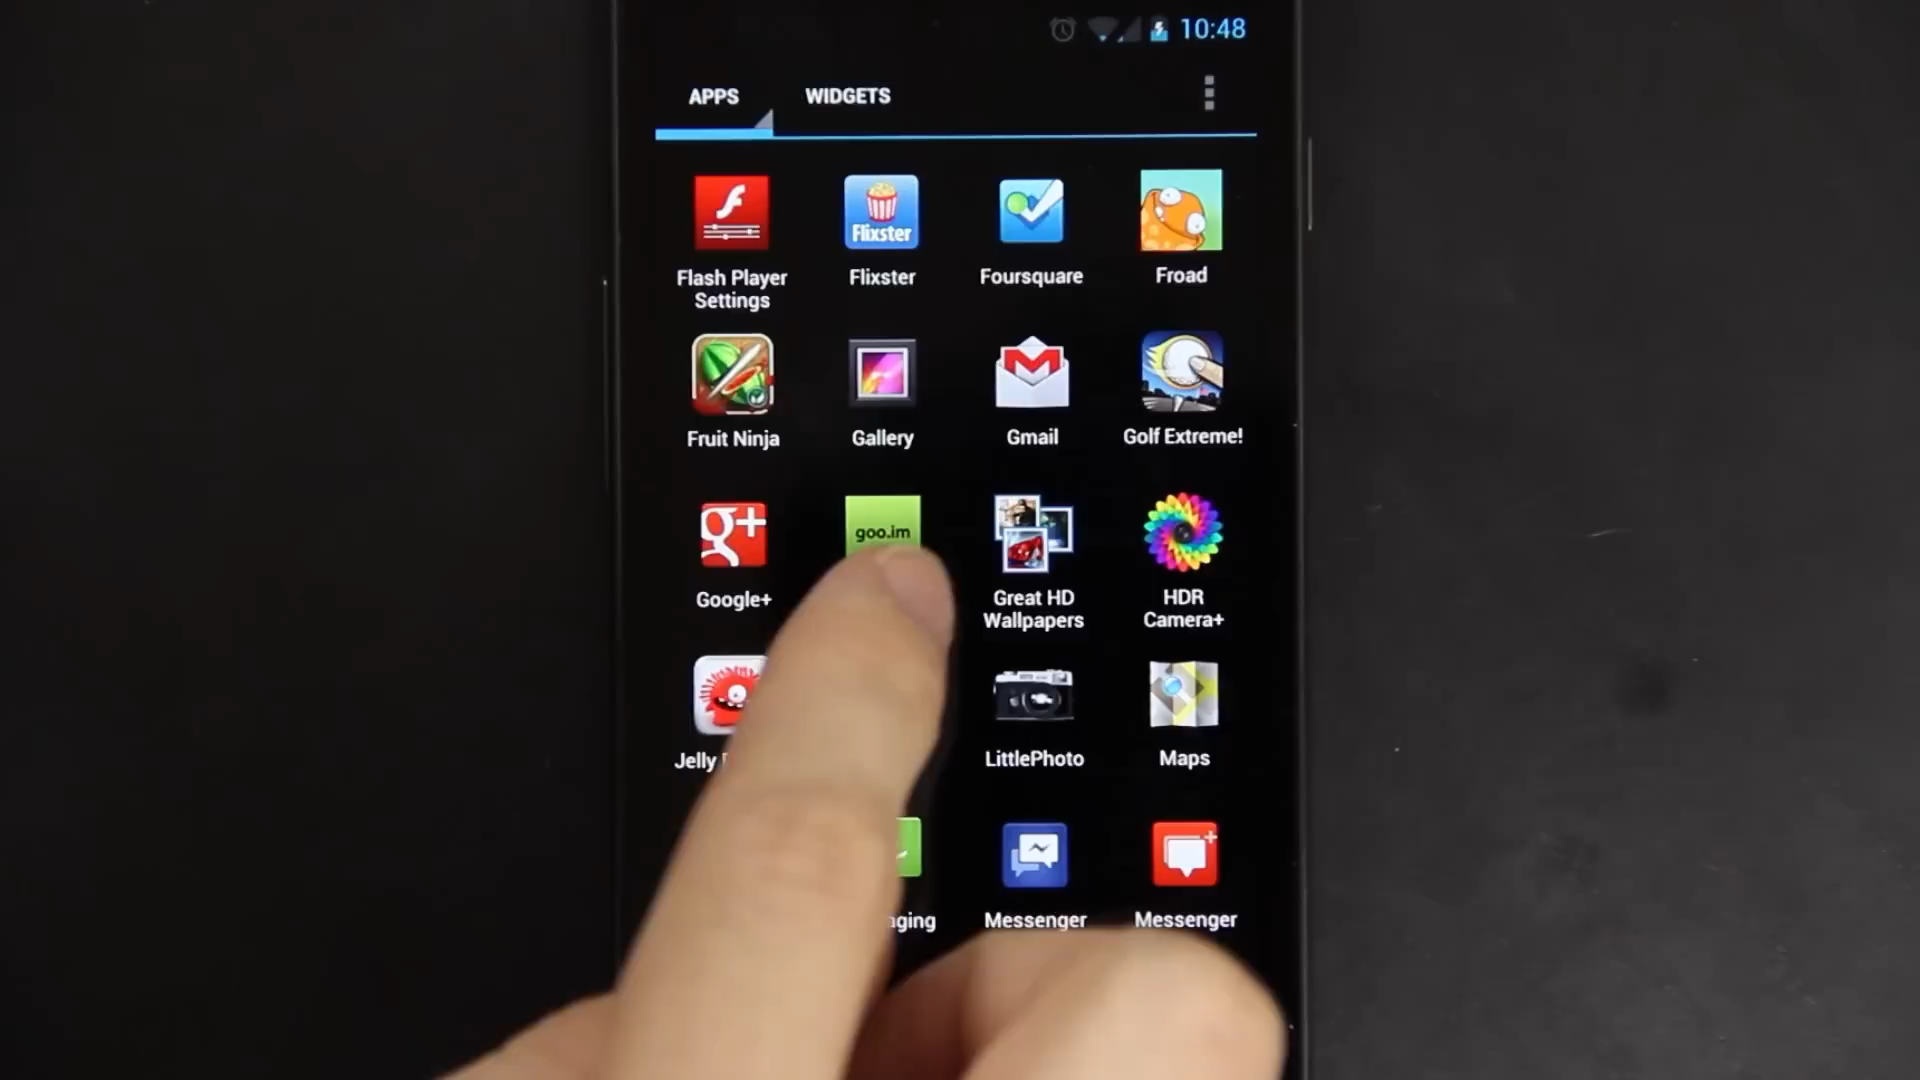 10:48
APPS
WIDGETS
Flixster
Flash Player
Settings
Flixster
Foursquare
Froad
Fruit Ninja
Gallery
Gmail
Golf Extreme!
g+
goo.im
Google+
Great HD
Wallpapers
HDR
Camera+
Jelly
LittlePhoto
Maps
Messenger
Messenger